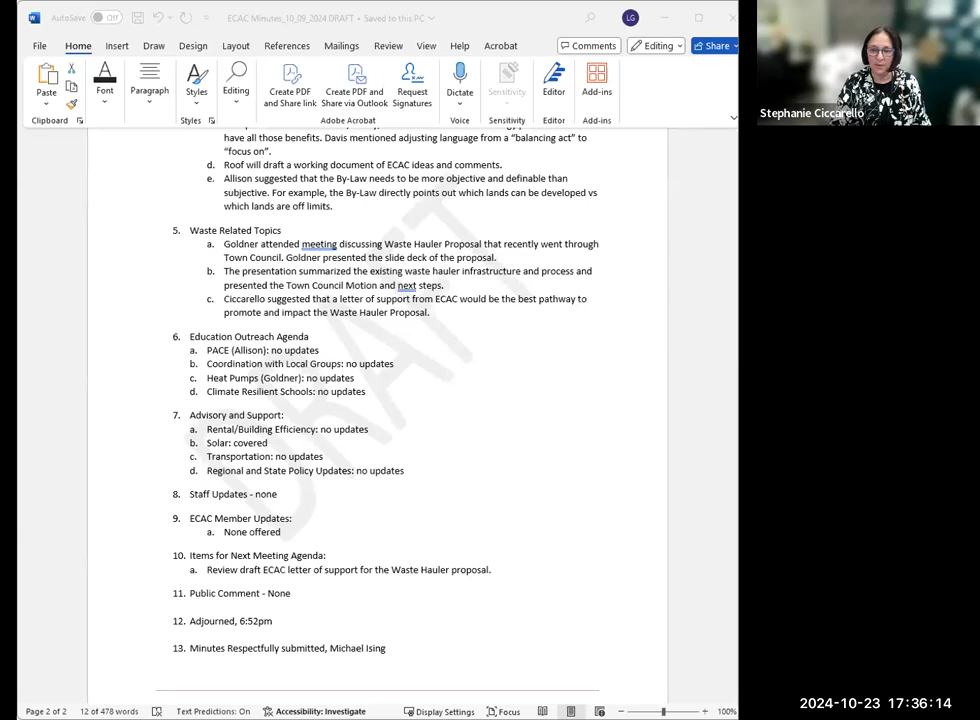 AutoSave Off ECAC Minutes_10_09_2024 DRAFT • Saved to this PC LG
File Home Insert Draw Design Layout References Mailings Review View Help Acrobat Comments Editing Share
Paste Font Paragraph Styles Editing Create PDF and Share link Create PDF and Share via Outlook Request Signatures Dictate Sensitivity Editor Add-ins
Clipboard Styles Adobe Acrobat Voice Sensitivity Editor Add-ins
have all those benefits. Davis mentioned adjusting language from a "balancing act" to
"focus on".
d. Roof will draft a working document of ECAC ideas and comments.
e. Allison suggested that the By-Law needs to be more objective and definable than
subjective. For example, the By-Law directly points out which lands can be developed vs
which lands are off limits.
5. Waste Related Topics
a. Goldner attended meeting discussing Waste Hauler Proposal that recently went through
Town Council. Goldner presented the slide deck of the proposal.
b. The presentation summarized the existing waste hauler infrastructure and process and
presented the Town Council Motion and next steps.
c. Ciccarello suggested that a letter of support from ECAC would be the best pathway to
promote and impact the Waste Hauler Proposal.
6. Education Outreach Agenda
a. PACE (Allison): no updates
b. Coordination with Local Groups: no updates
c. Heat Pumps (Goldner): no updates
d. Climate Resilient Schools: no updates
7. Advisory and Support:
a. Rental/Building Efficiency: no updates
b. Solar: covered
c. Transportation: no updates
d. Regional and State Policy Updates: no updates
8. Staff Updates - none
9. ECAC Member Updates:
a. None offered
10. Items for Next Meeting Agenda:
a. Review draft ECAC letter of support for the Waste Hauler proposal.
11. Public Comment - None
12. Adjourned, 6:52pm
13. Minutes Respectfully submitted, Michael Ising
DRAFT
Page 2 of 2 12 of 478 words Text Predictions: On Accessibility: Investigate Display Settings Focus 100%
Stephanie Ciccarello
2024-10-23 17:36:14